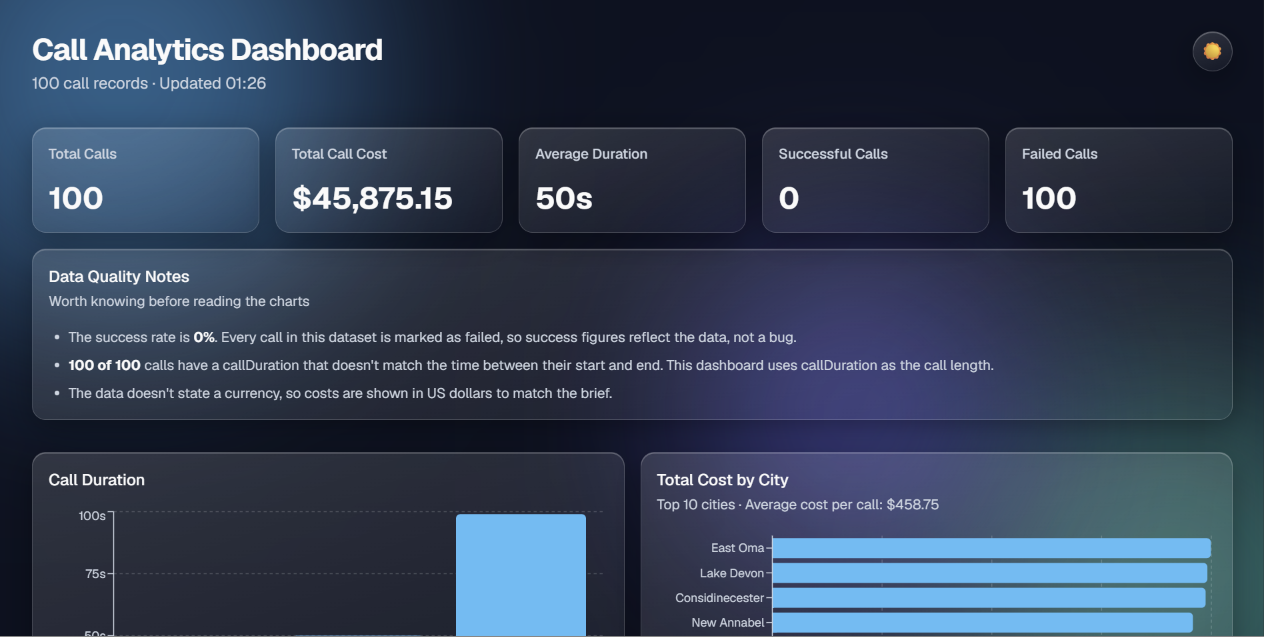 Call Analytics Dashboard
100 call records · Updated 01:26
Total Calls
100
Total Call Cost
$45,875.15
Average Duration
50s
Successful Calls
0
Failed Calls
100
Data Quality Notes
Worth knowing before reading the charts
• The success rate is 0%. Every call in this dataset is marked as failed, so success figures reflect the data, not a bug.
• 100 of 100 calls have a callDuration that doesn't match the time between their start and end. This dashboard uses callDuration as the call length.
• The data doesn't state a currency, so costs are shown in US dollars to match the brief.
Call Duration
100s
75s
50s
Total Cost by City
Top 10 cities · Average cost per call: $458.75
East Oma
Lake Devon
Considinecester
New Annabel